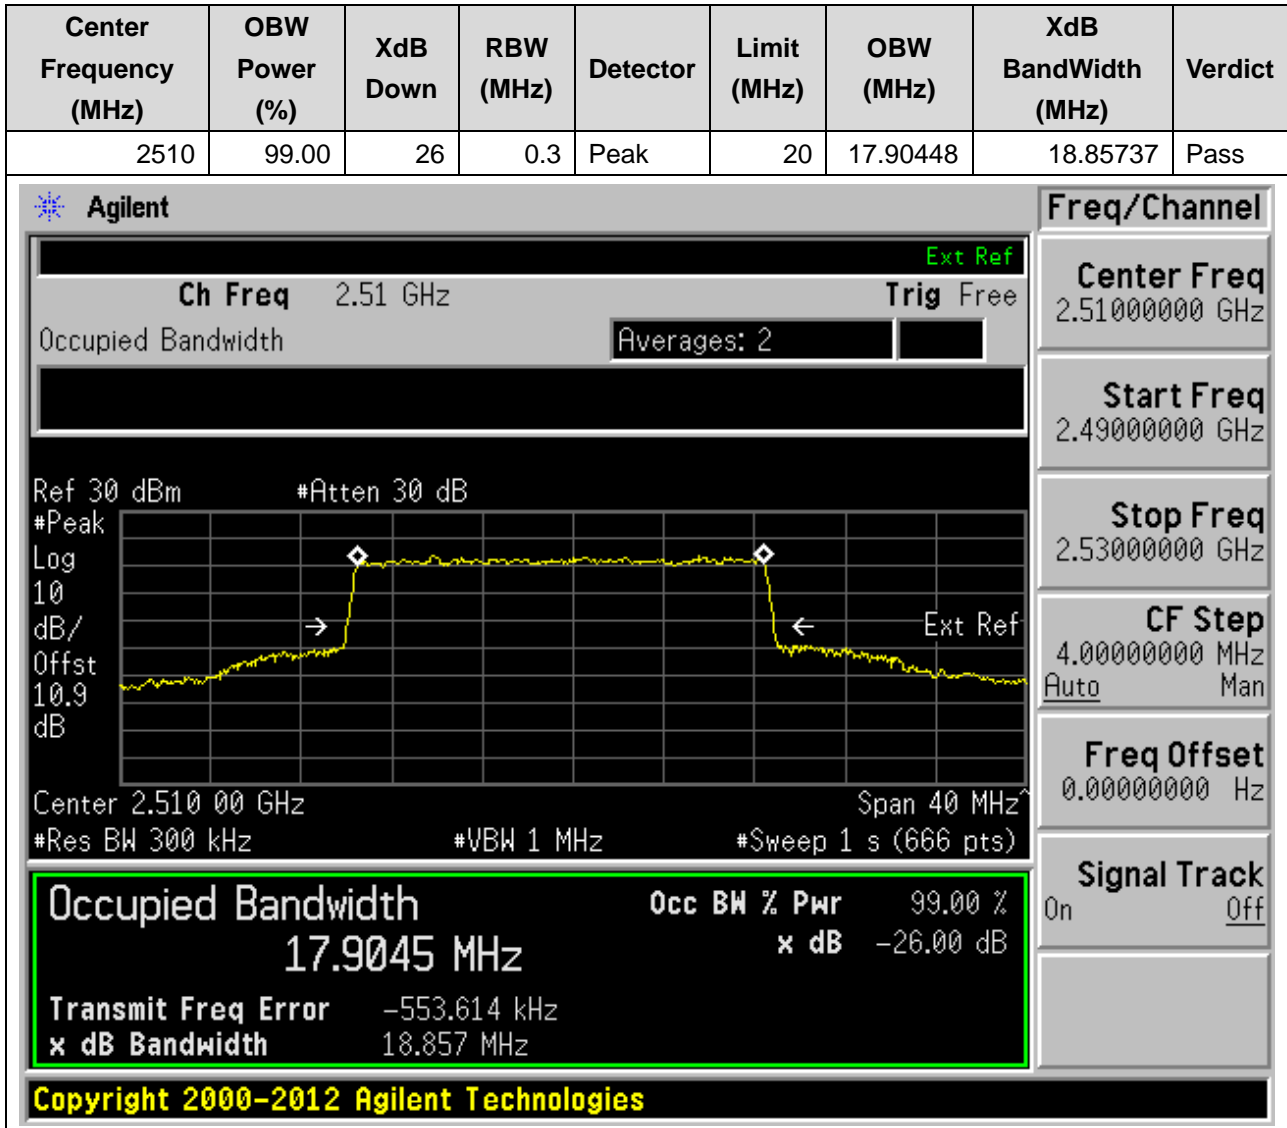 Center Frequency (MHz) OBW Power (%) XdB Down RBW (MHz) Detector Limit (MHz) OBW (MHz) XdB BandWidth (MHz) Verdict
2510 99.00 26 0.3 Peak 20 17.90448 18.85737 Pass
Agilent
Freq/Channel
Ext Ref
Ch Freq 2.51 GHz Trig Free
Occupied Bandwidth Averages: 2
Center Freq
2.51000000 GHz
Start Freq
2.49000000 GHz
Stop Freq
2.53000000 GHz
CF Step
4.00000000 MHz
Auto Man
Freq Offset
0.00000000 Hz
Signal Track
On Off
Ref 30 dBm #Atten 30 dB
#Peak
Log
10
dB/
Offst
10.9
dB
Ext Ref
Center 2.510 00 GHz Span 40 MHz^
#Res BW 300 kHz #VBW 1 MHz #Sweep 1 s (666 pts)
Occupied Bandwidth Occ BW % Pwr 99.00 %
17.9045 MHz x dB -26.00 dB
Transmit Freq Error -553.614 kHz
x dB Bandwidth 18.857 MHz
Copyright 2000-2012 Agilent Technologies